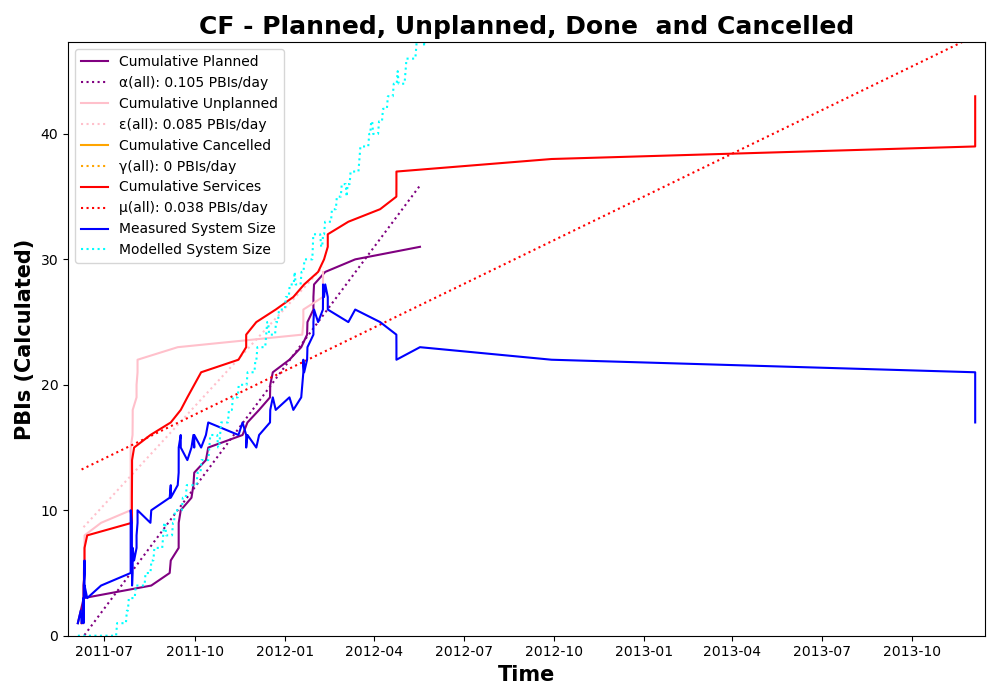 CF - Planned, Unplanned, Done  and Cancelled
Cumulative Planned
α(all): 0.105 PBIs/day
Cumulative Unplanned
ε(all): 0.085 PBIs/day
Cumulative Cancelled
γ(all): 0 PBIs/day
Cumulative Services
μ(all): 0.038 PBIs/day
Measured System Size
Modelled System Size
PBIs (Calculated)
40
30
20
10
0
2011-07 2011-10 2012-01 2012-04 2012-07 2012-10 2013-01 2013-04 2013-07 2013-10
Time